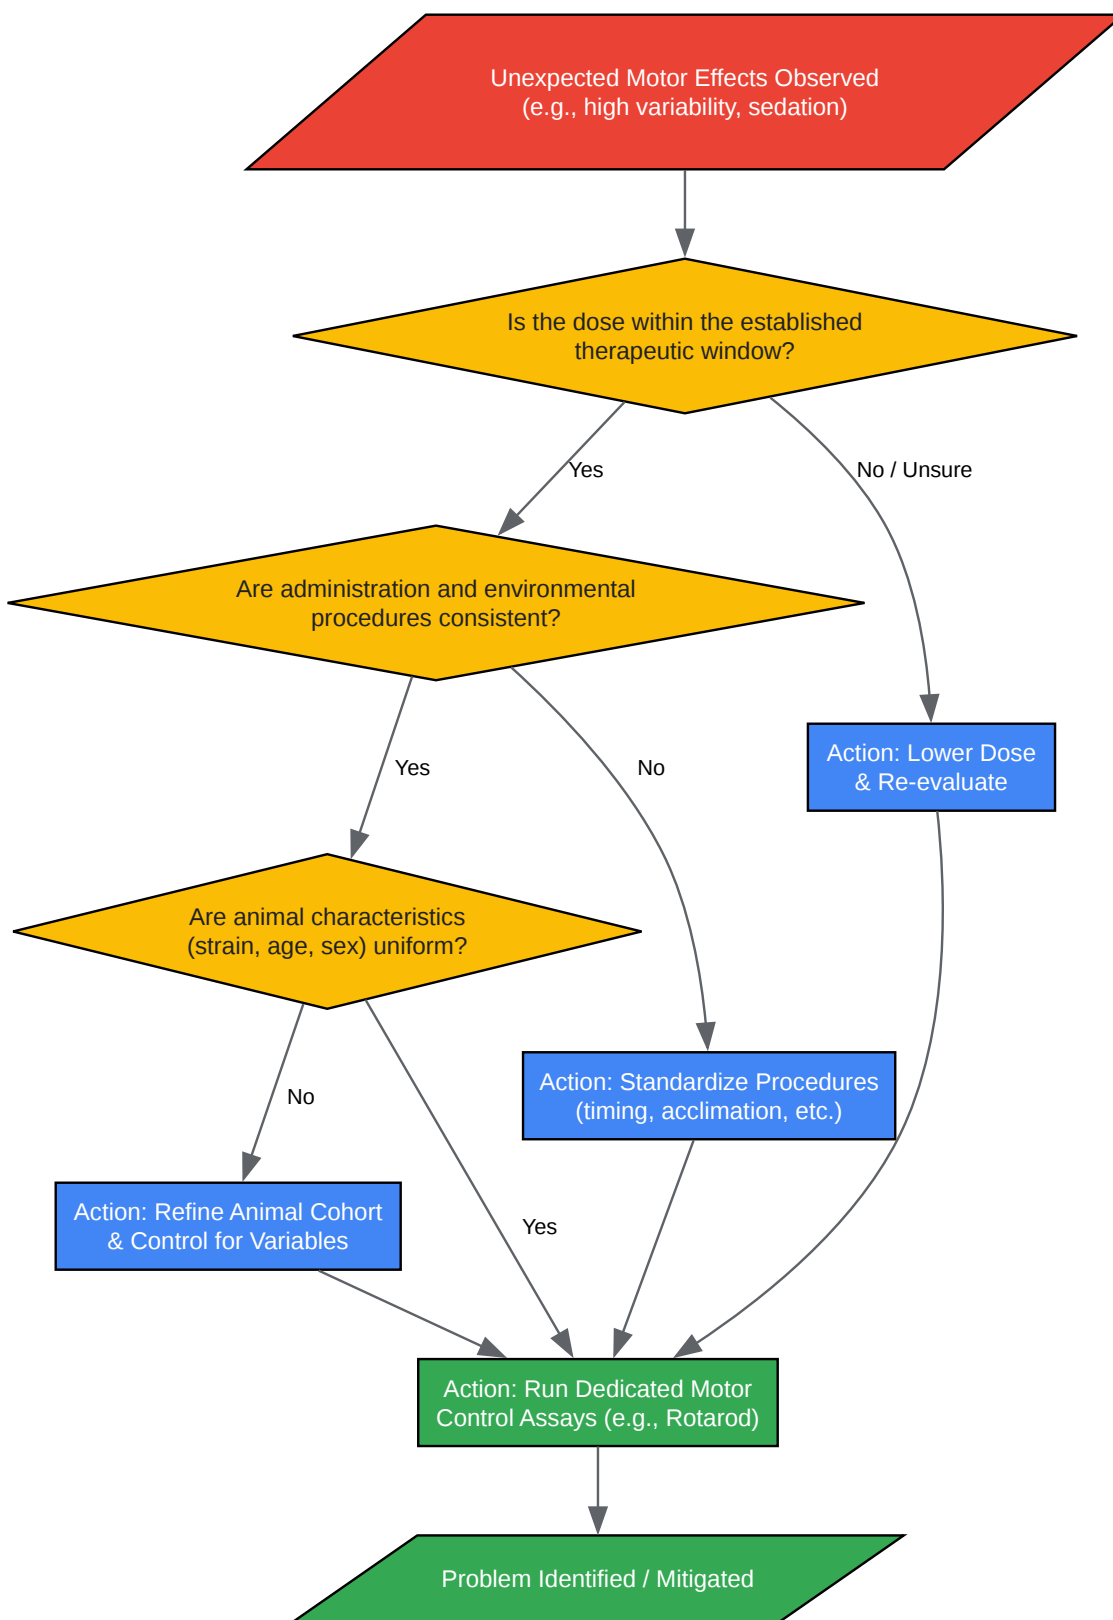 Unexpected Motor Effects Observed
(e.g., high variability, sedation)
Is the dose within the established
therapeutic window?
Yes
No / Unsure
Are administration and environmental
procedures consistent?
Action: Lower Dose
& Re-evaluate
Yes
No
Are animal characteristics
(strain, age, sex) uniform?
Action: Standardize Procedures
(timing, acclimation, etc.)
No
Yes
Action: Refine Animal Cohort
& Control for Variables
Action: Run Dedicated Motor
Control Assays (e.g., Rotarod)
Problem Identified / Mitigated